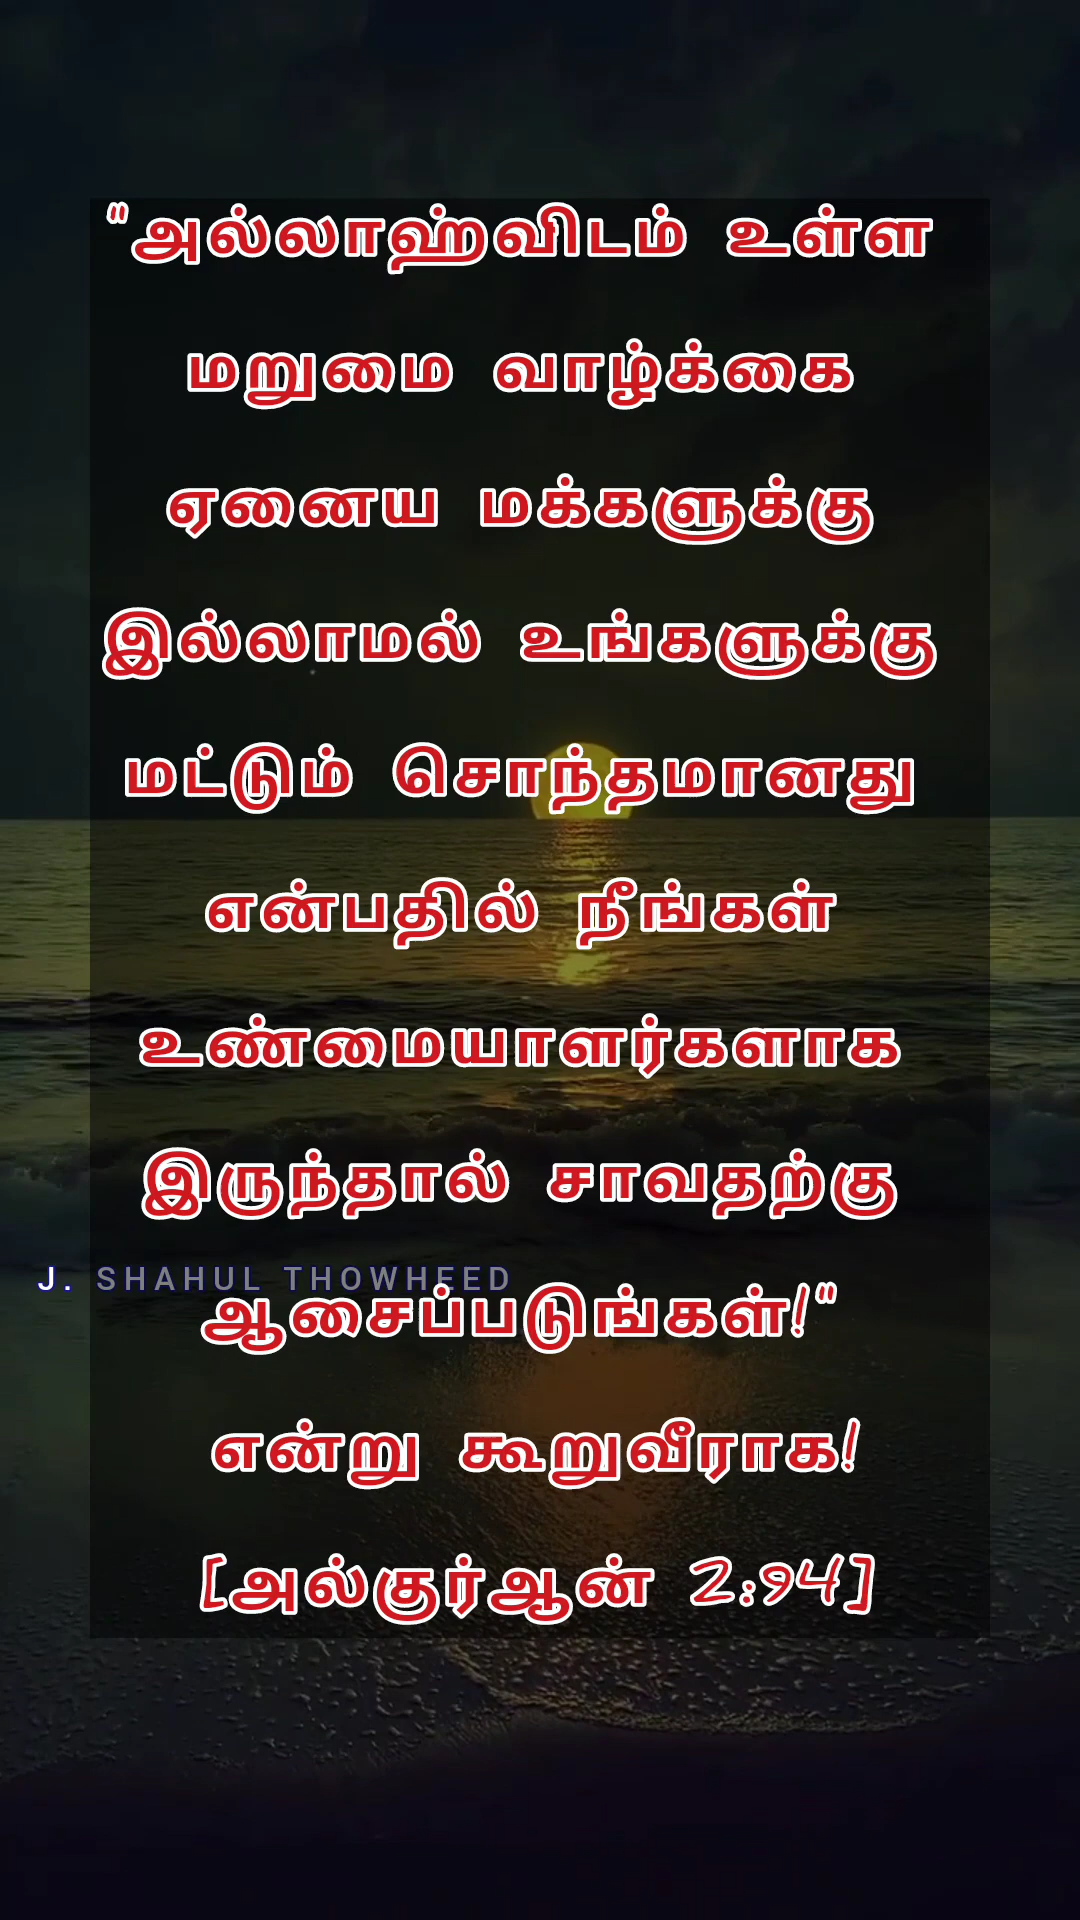 "அல்லாஹ்விடம் உள்ள
மறுமை வாழ்க்கை
ஏனைய மக்களுக்கு
இல்லாமல் உங்களுக்கு
மட்டும் சொந்தமானது
என்பதில் நீங்கள்
உண்மையாளர்களாக
இருந்தால் சாவதற்கு
J. SHAHUL THOWHEED
ஆசைப்படுங்கள்!"
என்று கூறுவீராக!
[அல்குர்ஆன் 2:94]